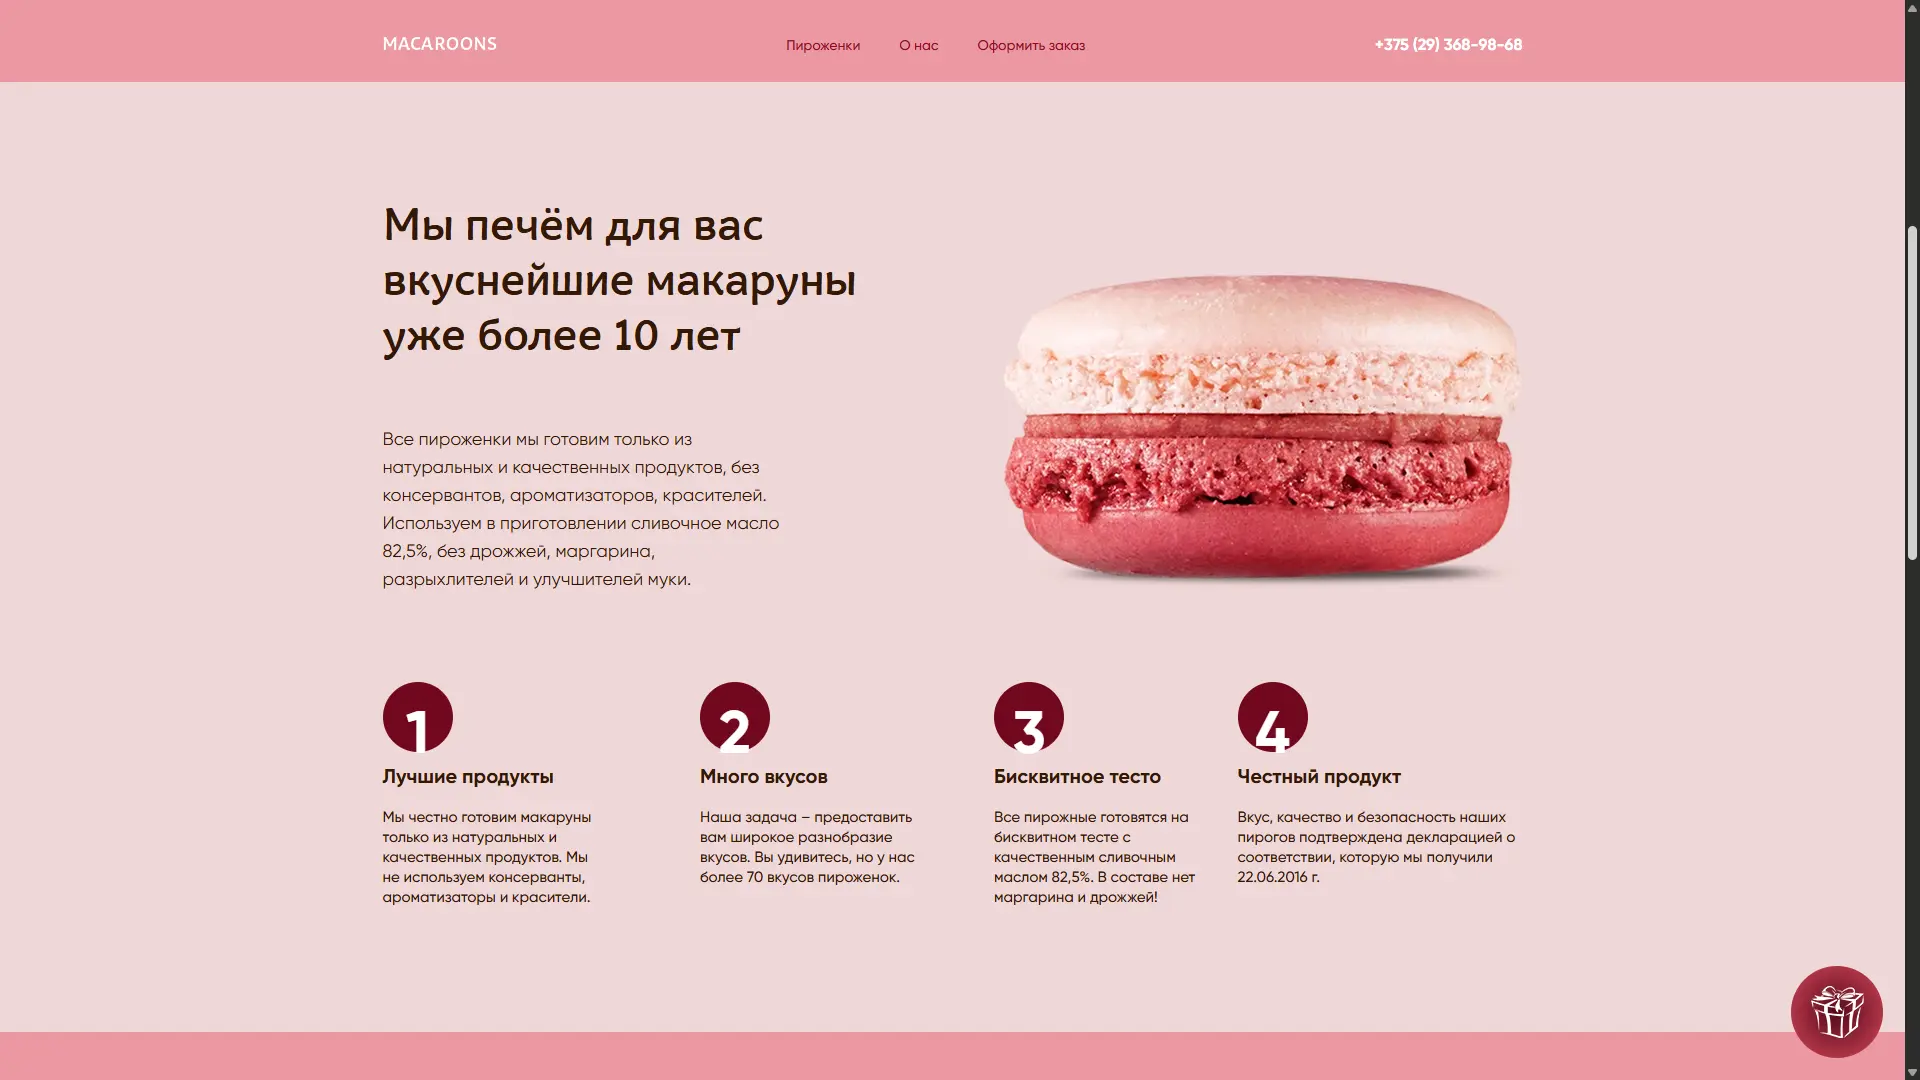 MACAROONS
Пироженки
О нас
Оформить заказ
+375 (29) 368-98-68
Мы печём для вас
вкуснейшие макаруны
уже более 10 лет
Все пироженки мы готовим только из
натуральных и качественных продуктов, без
консервантов, ароматизаторов, красителей.
Используем в приготовлении сливочное масло
82,5%, без дрожжей, маргарина,
разрыхлителей и улучшителей муки.
1
Лучшие продукты
Мы честно готовим макаруны
только из натуральных и
качественных продуктов. Мы
не используем консерванты,
ароматизаторы и красители.
2
Много вкусов
Наша задача – предоставить
вам широкое разнобразие
вкусов. Вы удивитесь, но у нас
более 70 вкусов пироженок.
3
Бисквитное тесто
Все пирожные готовятся на
бисквитном тесте с
качественным сливочным
маслом 82,5%. В составе нет
маргарина и дрожжей!
4
Честный продукт
Вкус, качество и безопасность наших
пирогов подтверждена декларацией о
соответствии, которую мы получили
22.06.2016 г.